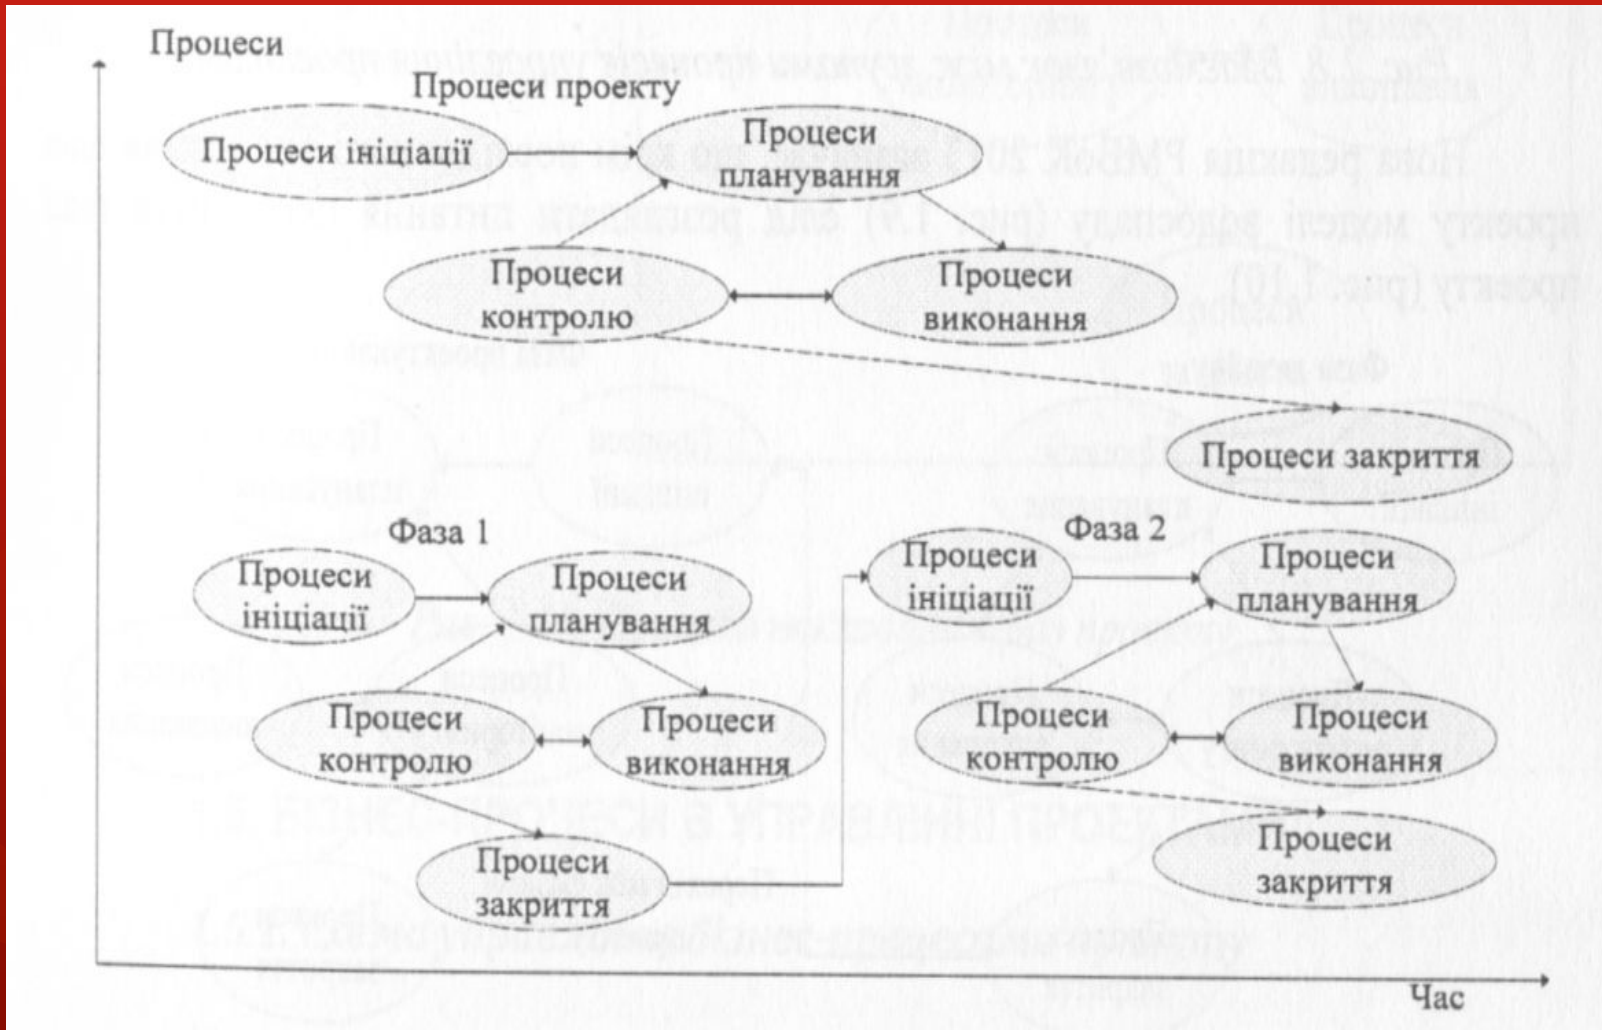 Процеси
Процеси проекту
Процеси ініціації
Процеси
планування
Процеси
контролю
Процеси
виконання
Процеси закриття
Фаза 1
Процеси
ініціації
Процеси
планування
Процеси
контролю
Процеси
виконання
Процеси
закриття
Фаза 2
Процеси
ініціації
Процеси
планування
Процеси
контролю
Процеси
виконання
Процеси
закриття
Час